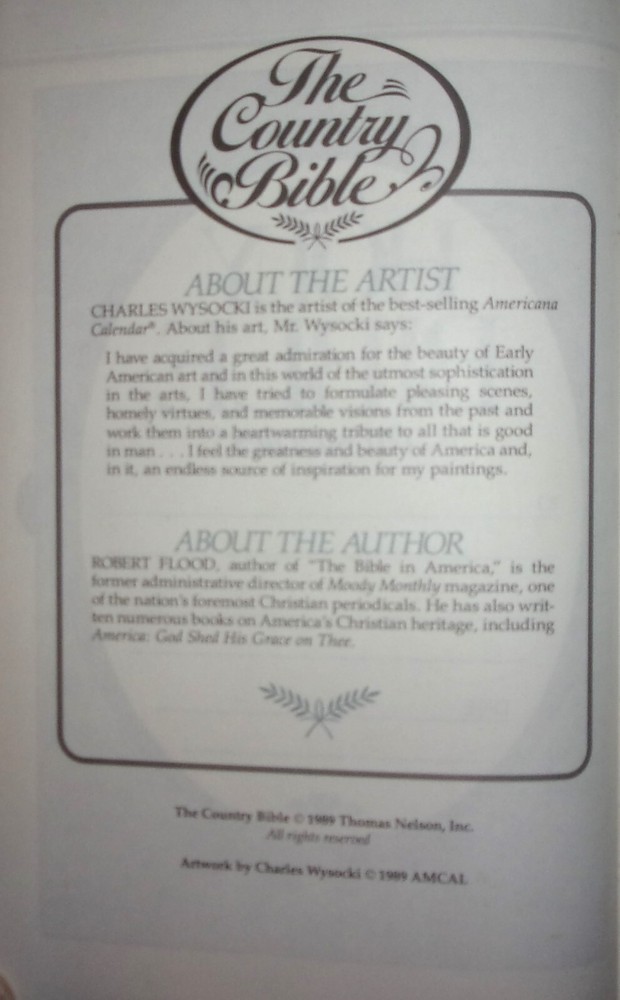 The
Country
Bible
ABOUT THE ARTIST
CHARLES WYSOCKI is the artist of the best-selling Americana
Calendar®. About his art, Mr. Wysocki says:
I have acquired a great admiration for the beauty of Early
American art and in this world of the utmost sophistication
in the arts, I have tried to formulate pleasing scenes,
homely virtues, and memorable visions from the past and
work them into a heartwarming tribute to all that is good
in man . . . I feel the greatness and beauty of America and,
in it, an endless source of inspiration for my paintings.
ABOUT THE AUTHOR
ROBERT FLOOD, author of "The Bible in America," is the
former administrative director of Moody Monthly magazine, one
of the nation's foremost Christian periodicals. He has also writ-
ten numerous books on America's Christian heritage, including
America: God Shed His Grace on Thee.
The Country Bible © 1989 Thomas Nelson, Inc.
All rights reserved
Artwork by Charles Wysocki © 1989 AMCAL